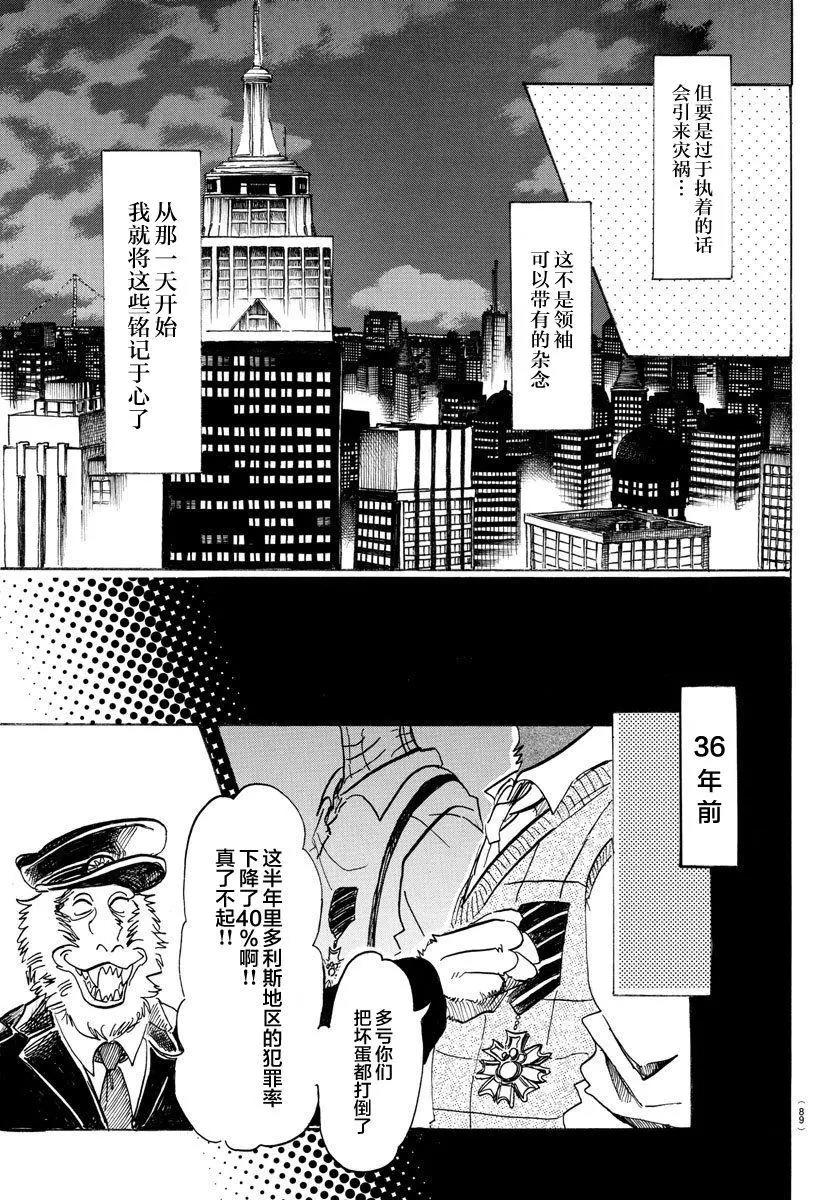 但要是过于执着的话
会引来灾祸…
这不是领袖
可以带有的杂念
从那一天开始
我就将这些铭记于心了
36
年
前
多亏你们
把坏蛋都打倒了
这半年里多利斯地区的犯罪率
下降了40%啊!!
真了不起!!
(89)